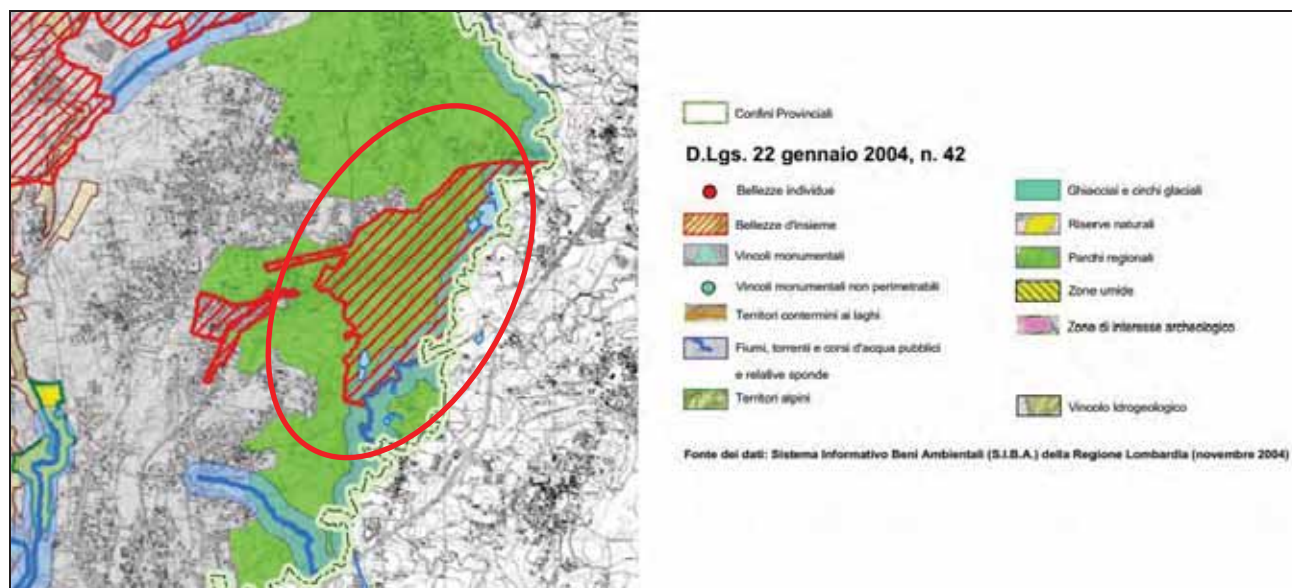 Confini Provinciali
D.Lgs. 22 gennaio 2004, n. 42
Bellezze individue
Bellezze d'insieme
Vincoli monumentali
Vincoli monumentali non perimetrabili
Territori contermini ai laghi
Fiumi, torrenti e corsi d'acqua pubblici
e relative sponde
Territori alpini
Ghiacciai e circhi glaciali
Riserve naturali
Parchi regionali
Zone umide
Zona di interesse archeologico
Vincolo Idrogeologico
Fonte dei dati: Sistema Informativo Beni Ambientali (S.I.B.A.) della Regione Lombardia (novembre 2004)